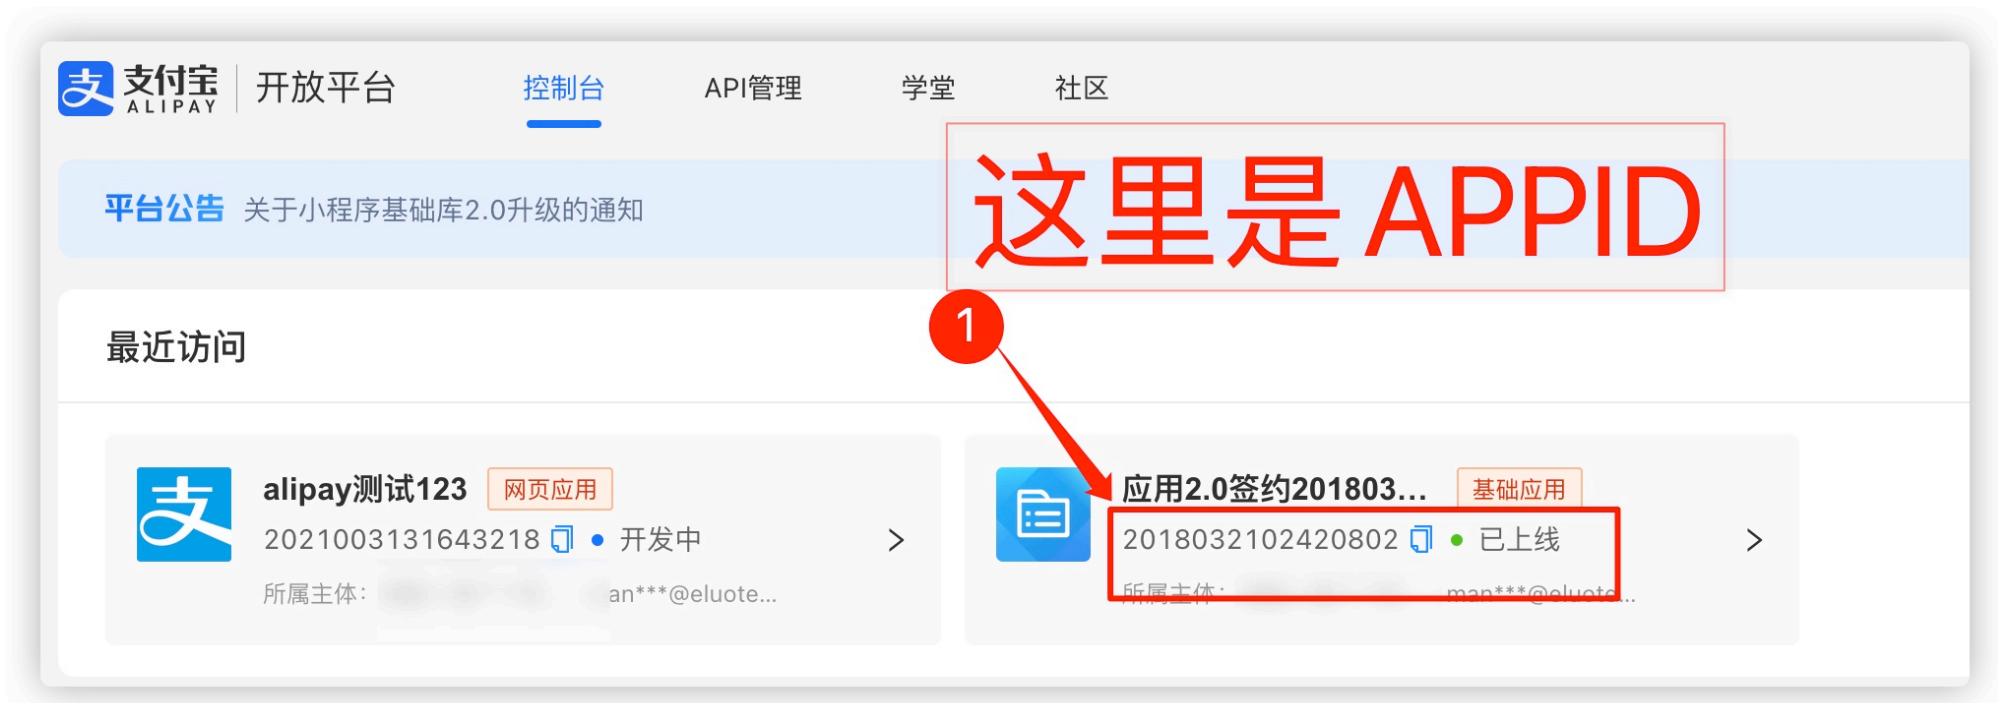 支付宝 开放平台 控制台 API管理 学堂 社区
ALIPAY
平台公告 关于小程序基础库2.0升级的通知
这里是APPID
1
最近访问
alipay测试123 网页应用
2021003131643218 开发中
所属主体: an***@eluote...
应用2.0签约201803... 基础应用
2018032102420802 已上线
所属主体: man***@eluote...